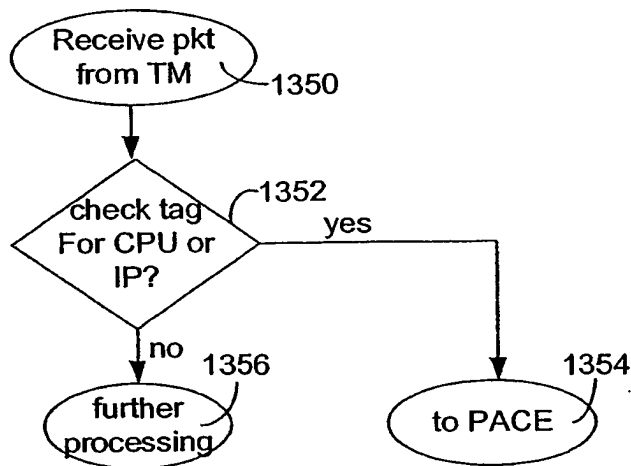 Receive pkt
from TM
1350
1352
check tag
For CPU or
IP?
yes
no
1356
1354
further
processing
to PACE